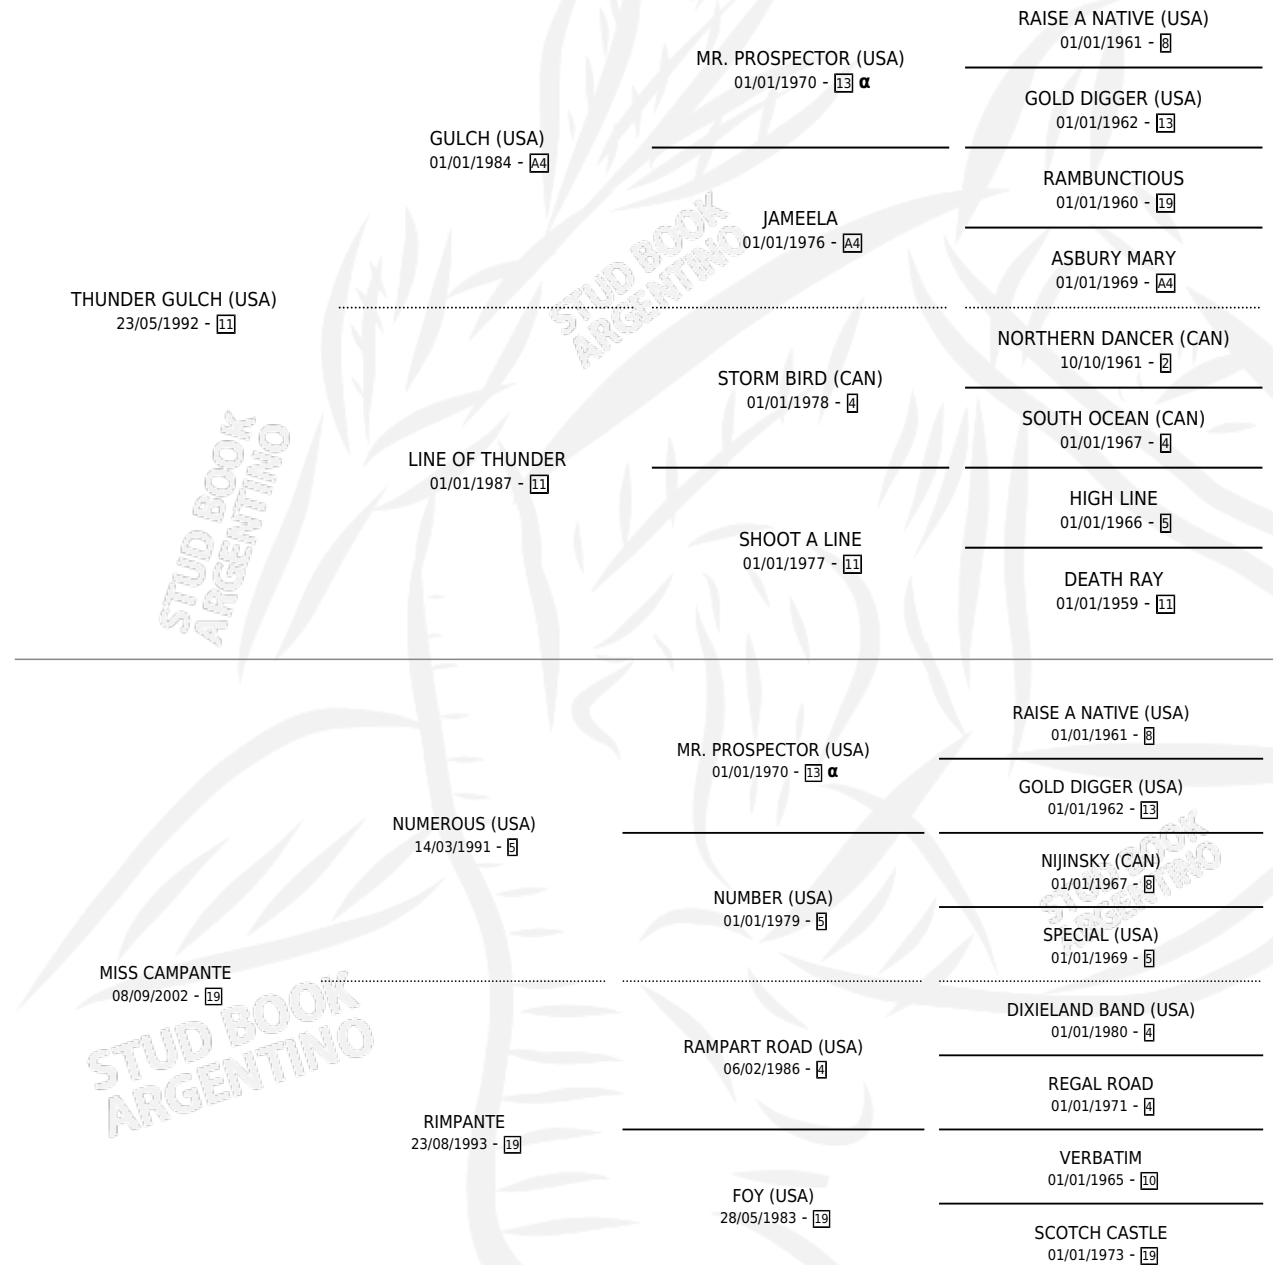 RAISE A NATIVE (USA)
01/01/1961 - 8
MR. PROSPECTOR (USA)
01/01/1970 - 13 α
GOLD DIGGER (USA)
01/01/1962 - 13
GULCH (USA)
01/01/1984 - A4
RAMBUNCTIOUS
01/01/1960 - 19
JAMEELA
01/01/1976 - A4
ASBURY MARY
01/01/1969 - A4
THUNDER GULCH (USA)
23/05/1992 - 11
NORTHERN DANCER (CAN)
10/10/1961 - 2
STORM BIRD (CAN)
01/01/1978 - 4
SOUTH OCEAN (CAN)
01/01/1967 - 4
LINE OF THUNDER
01/01/1987 - 11
HIGH LINE
01/01/1966 - 5
SHOOT A LINE
01/01/1977 - 11
DEATH RAY
01/01/1959 - 11
STUD BOOK
ARGENTINO
STUD BOOK
ARGENTINO
RAISE A NATIVE (USA)
01/01/1961 - 8
MR. PROSPECTOR (USA)
01/01/1970 - 13 α
GOLD DIGGER (USA)
01/01/1962 - 13
NUMEROUS (USA)
14/03/1991 - 5
NIJINSKY (CAN)
01/01/1967 - 8
NUMBER (USA)
01/01/1979 - 5
SPECIAL (USA)
01/01/1969 - 5
MISS CAMPANTE
08/09/2002 - 19
DIXIELAND BAND (USA)
01/01/1980 - 4
RAMPART ROAD (USA)
06/02/1986 - 4
REGAL ROAD
01/01/1971 - 4
RIMPANTE
23/08/1993 - 19
VERBATIM
01/01/1965 - 10
FOY (USA)
28/05/1983 - 19
SCOTCH CASTLE
01/01/1973 - 19
STUD BOOK
ARGENTINO
STUD BOOK
ARGENTINO